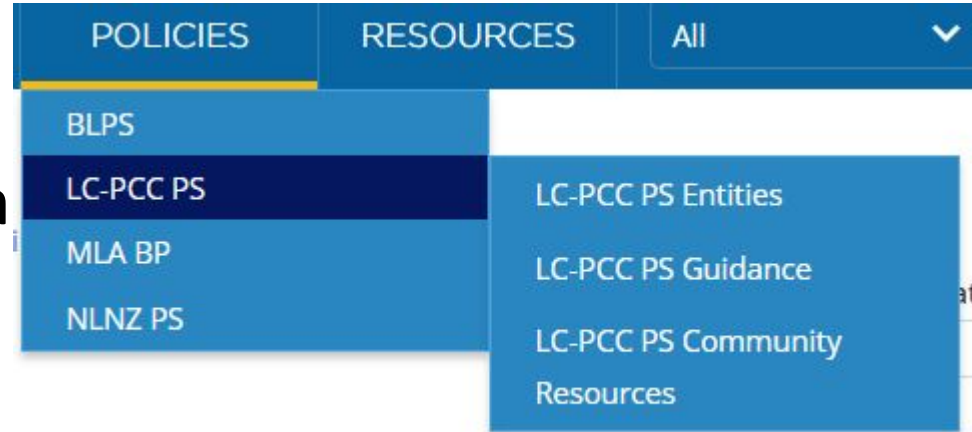 POLICIES RESOURCES All
BLPS
LC-PCC PS
MLA BP
NLNZ PS
LC-PCC PS Entities
LC-PCC PS Guidance
LC-PCC PS Community
Resources